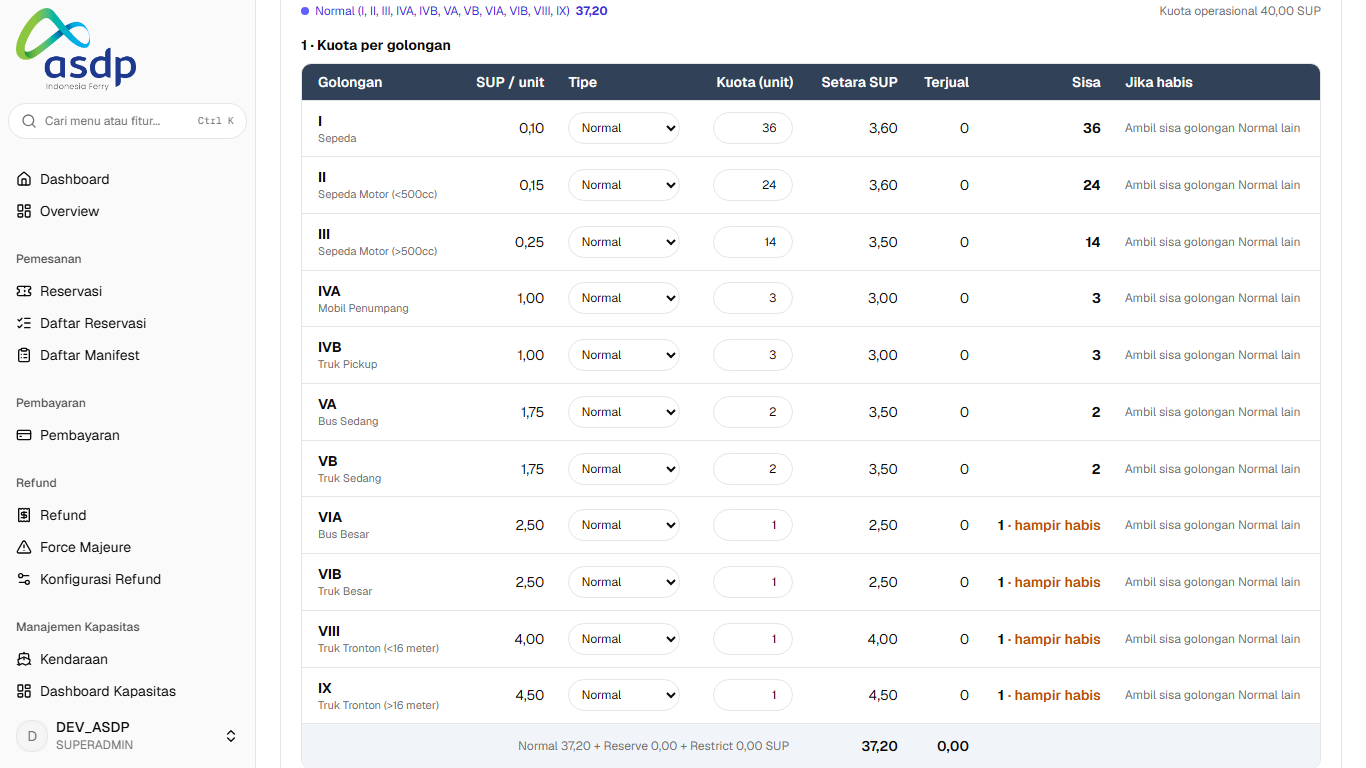 asdp
Indonesia Ferry
Cari menu atau fitur... Ctrl K
Dashboard
Overview
Pemesanan
Reservasi
Daftar Reservasi
Daftar Manifest
Pembayaran
Pembayaran
Refund
Refund
Force Majeure
Konfigurasi Refund
Manajemen Kapasitas
Kendaraan
Dashboard Kapasitas
D DEV_ASDP
SUPERADMIN
Normal (I, II, III, IVA, IVB, VA, VB, VIA, VIB, VIII, IX) 37,20 Kuota operasional 40,00 SUP
1 · Kuota per golongan
Golongan SUP / unit Tipe Kuota (unit) Setara SUP Terjual Sisa Jika habis
I 0,10 Normal 36 3,60 0 36 Ambil sisa golongan Normal lain
Sepeda
II 0,15 Normal 24 3,60 0 24 Ambil sisa golongan Normal lain
Sepeda Motor (<500cc)
III 0,25 Normal 14 3,50 0 14 Ambil sisa golongan Normal lain
Sepeda Motor (>500cc)
IVA 1,00 Normal 3 3,00 0 3 Ambil sisa golongan Normal lain
Mobil Penumpang
IVB 1,00 Normal 3 3,00 0 3 Ambil sisa golongan Normal lain
Truk Pickup
VA 1,75 Normal 2 3,50 0 2 Ambil sisa golongan Normal lain
Bus Sedang
VB 1,75 Normal 2 3,50 0 2 Ambil sisa golongan Normal lain
Truk Sedang
VIA 2,50 Normal 1 2,50 0 1 · hampir habis Ambil sisa golongan Normal lain
Bus Besar
VIB 2,50 Normal 1 2,50 0 1 · hampir habis Ambil sisa golongan Normal lain
Truk Besar
VIII 4,00 Normal 1 4,00 0 1 · hampir habis Ambil sisa golongan Normal lain
Truk Tronton (<16 meter)
IX 4,50 Normal 1 4,50 0 1 · hampir habis Ambil sisa golongan Normal lain
Truk Tronton (>16 meter)
Normal 37,20 + Reserve 0,00 + Restrict 0,00 SUP 37,20 0,00